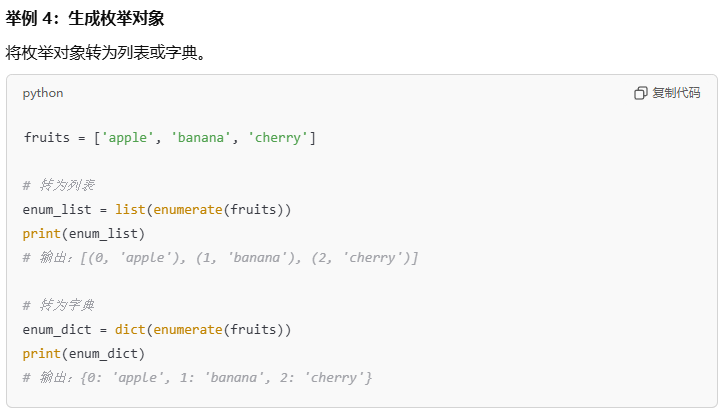 举例 4：生成枚举对象
将枚举对象转为列表或字典。
python
复制代码
fruits = ['apple', 'banana', 'cherry']
# 转为列表
enum_list = list(enumerate(fruits))
print(enum_list)
# 输出：[(0, 'apple'), (1, 'banana'), (2, 'cherry')]
# 转为字典
enum_dict = dict(enumerate(fruits))
print(enum_dict)
# 输出：{0: 'apple', 1: 'banana', 2: 'cherry'}